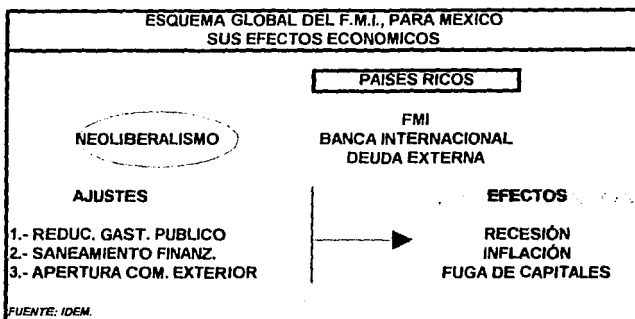 ESQUEMA GLOBAL DEL F.M.I., PARA MEXICO
SUS EFECTOS ECONOMICOS
PAISES RICOS
NEOLIBERALISMO
FMI
BANCA INTERNACIONAL
DEUDA EXTERNA
AJUSTES
EFECTOS
1.- REDUC. GAST. PUBLICO
2.- SANEAMIENTO FINANZ.
3.- APERTURA COM. EXTERIOR
RECESIÓN
INFLACIÓN
FUGA DE CAPITALES
FUENTE: IDEM.